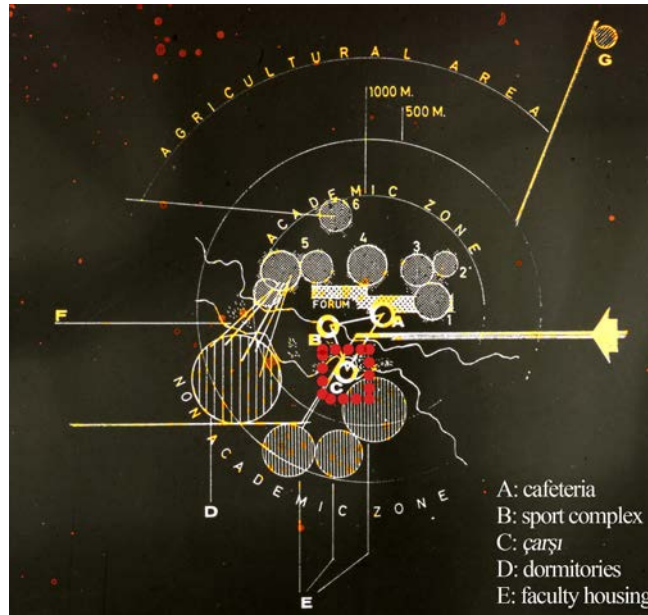 G
AGRICULTURAL AREA
1000 M.
500 M.
ACADEMIC ZONE
6
5
4
3
2
FORUM
A
1
F
B
C
NON ACADEMIC ZONE
D
E
A: cafeteria
B: sport complex
C: çarşı
D: dormitories
E: faculty housing